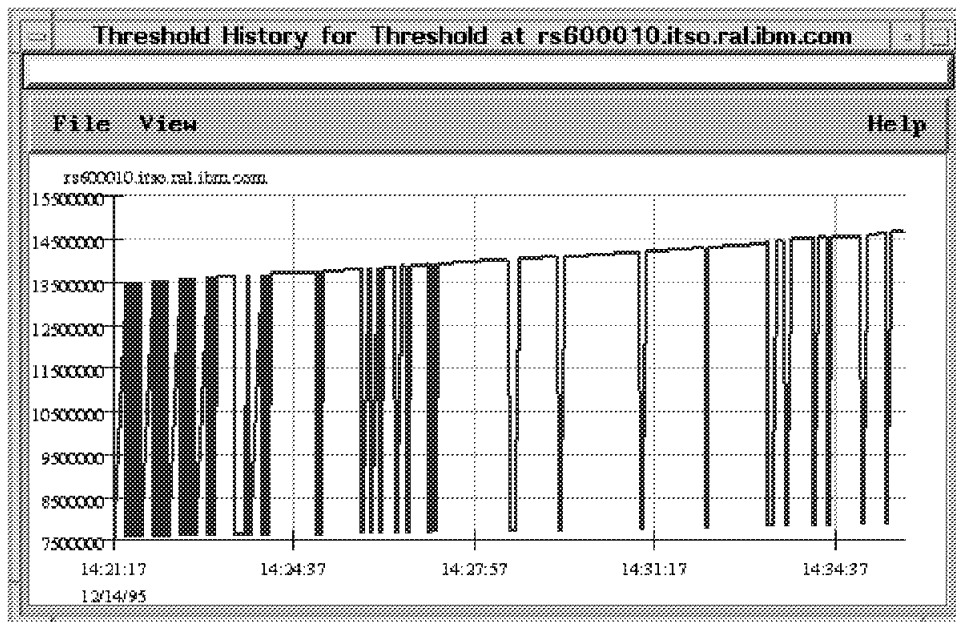 Threshold History for Threshold at rs600010.itso.ral.ibm.com
File View Help
rs600010.itso.ral.ibm.com
15500000
14500000
13500000
12500000
11500000
10500000
9500000
8500000
7500000
14:21:17 14:24:37 14:27:57 14:31:17 14:34:37
12/14/95